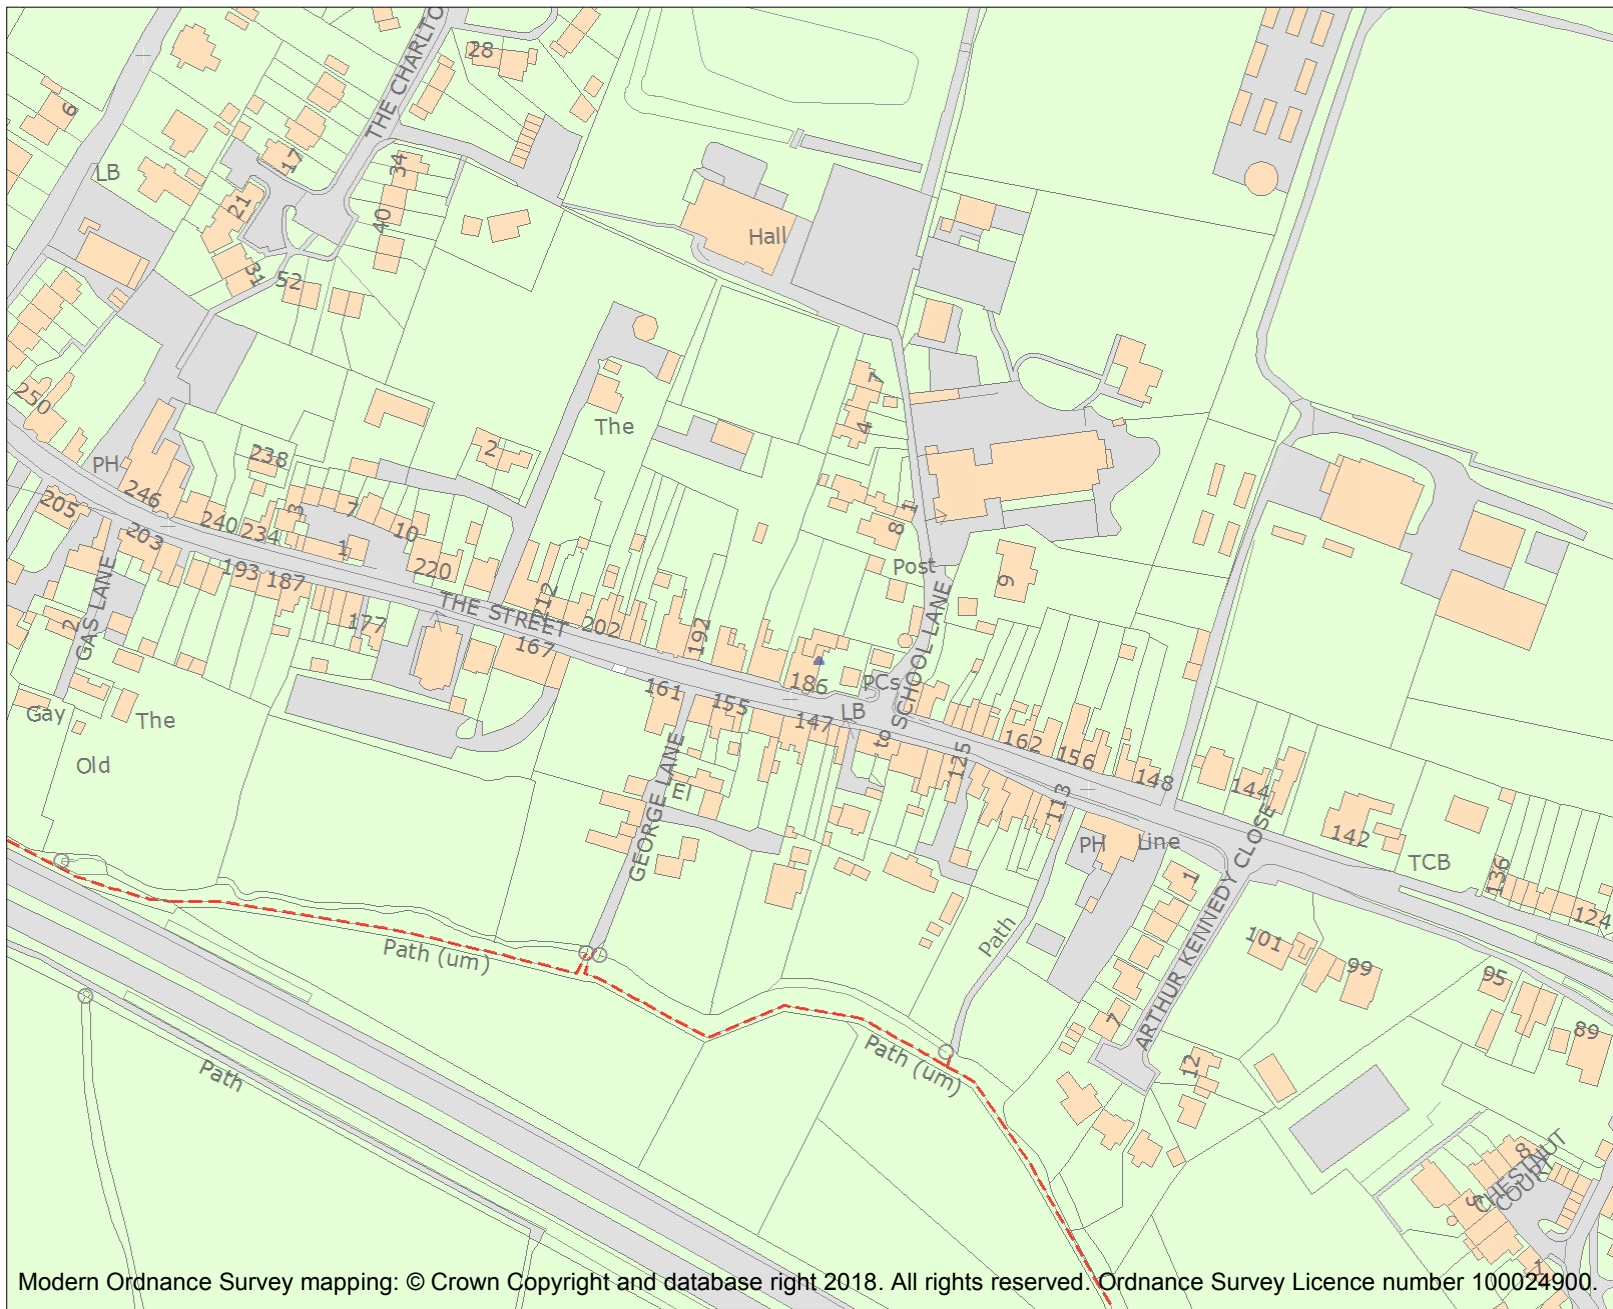 THE CHARLTO
28
6
LB
17
34
21
40
Hall
31
52
250
7
The
4
2
238
PH
246
205
3
7
240
234
10
203
1
1
8
220
193
187
Post
9
THE STREET
212
202
GAS LANE
2
177
167
192
SCHOOL LANE
to
161
186
PCs
155
147
LB
Gay
The
Old
162
156
125
148
GEORGE LANE
El
113
144
142
PH
Line
TCB
ARTHUR KENNEDY CLOSE
1
136
124
Path
101
99
95
Path (um)
7
89
Path (um)
12
Path
8
CHESTNUT
COURT
5
1
Modern Ordnance Survey mapping: © Crown Copyright and database right 2018. All rights reserved. Ordnance Survey Licence number 100024900.